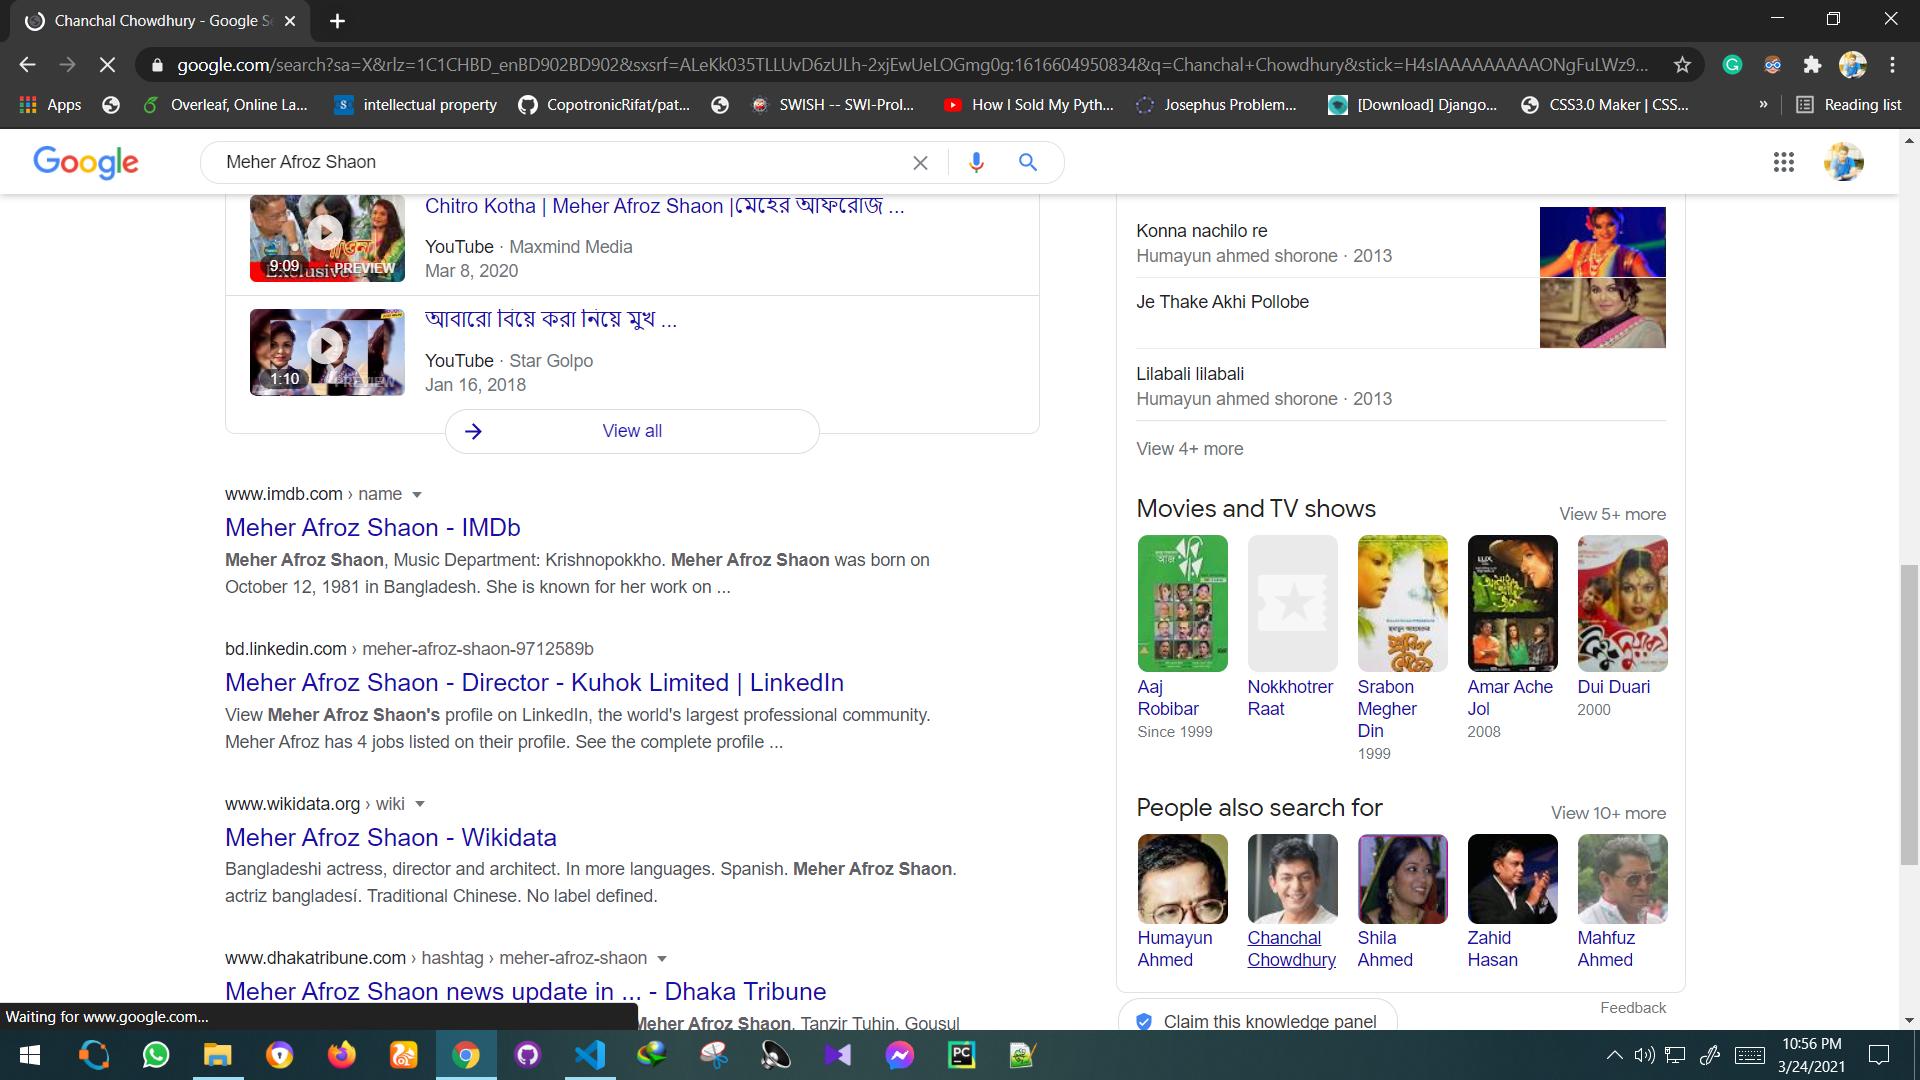 Chanchal Chowdhury - Google Se
google.com/search?sa=X&rlz=1C1CHBD_enBD902BD902&sxsrf=ALeKk035TLLUvD6zULh-2xjEwUeLOGmg0g:1616604950834&q=Chanchal+Chowdhury&stick=H4sIAAAAAAAAAONgFuLWz9...
Apps
Overleaf, Online La...
intellectual property
CopotronicRifat/pat...
SWISH -- SWI-Prol...
How I Sold My Pyth...
Josephus Problem...
[Download] Django...
CSS3.0 Maker | CSS...
»
Reading list
Google
Meher Afroz Shaon
Chitro Kotha | Meher Afroz Shaon |মেহের আফরোজ ...
YouTube · Maxmind Media
Mar 8, 2020
9:09
PREVIEW
Exclusive
আবারো বিয়ে করা নিয়ে মুখ ...
YouTube · Star Golpo
Jan 16, 2018
1:10
PREVIEW
View all
www.imdb.com › name
Meher Afroz Shaon - IMDb
Meher Afroz Shaon, Music Department: Krishnopokkho. Meher Afroz Shaon was born on
October 12, 1981 in Bangladesh. She is known for her work on ...
bd.linkedin.com › meher-afroz-shaon-9712589b
Meher Afroz Shaon - Director - Kuhok Limited | LinkedIn
View Meher Afroz Shaon's profile on LinkedIn, the world's largest professional community.
Meher Afroz has 4 jobs listed on their profile. See the complete profile ...
www.wikidata.org › wiki
Meher Afroz Shaon - Wikidata
Bangladeshi actress, director and architect. In more languages. Spanish. Meher Afroz Shaon.
actriz bangladesí. Traditional Chinese. No label defined.
www.dhakatribune.com › hashtag › meher-afroz-shaon
Meher Afroz Shaon news update in ... - Dhaka Tribune
Meher Afroz Shaon, Tanzir Tuhin, Gousul
Konna nachilo re
Humayun ahmed shorone · 2013
Je Thake Akhi Pollobe
Lilabali lilabali
Humayun ahmed shorone · 2013
View 4+ more
Movies and TV shows
View 5+ more
Aaj Robibar
Since 1999
Nokkhotrer Raat
Srabon Megher Din
1999
Amar Ache Jol
2008
Dui Duari
2000
People also search for
View 10+ more
Humayun Ahmed
Chanchal Chowdhury
Shila Ahmed
Zahid Hasan
Mahfuz Ahmed
Feedback
Claim this knowledge panel
Waiting for www.google.com...
10:56 PM
3/24/2021